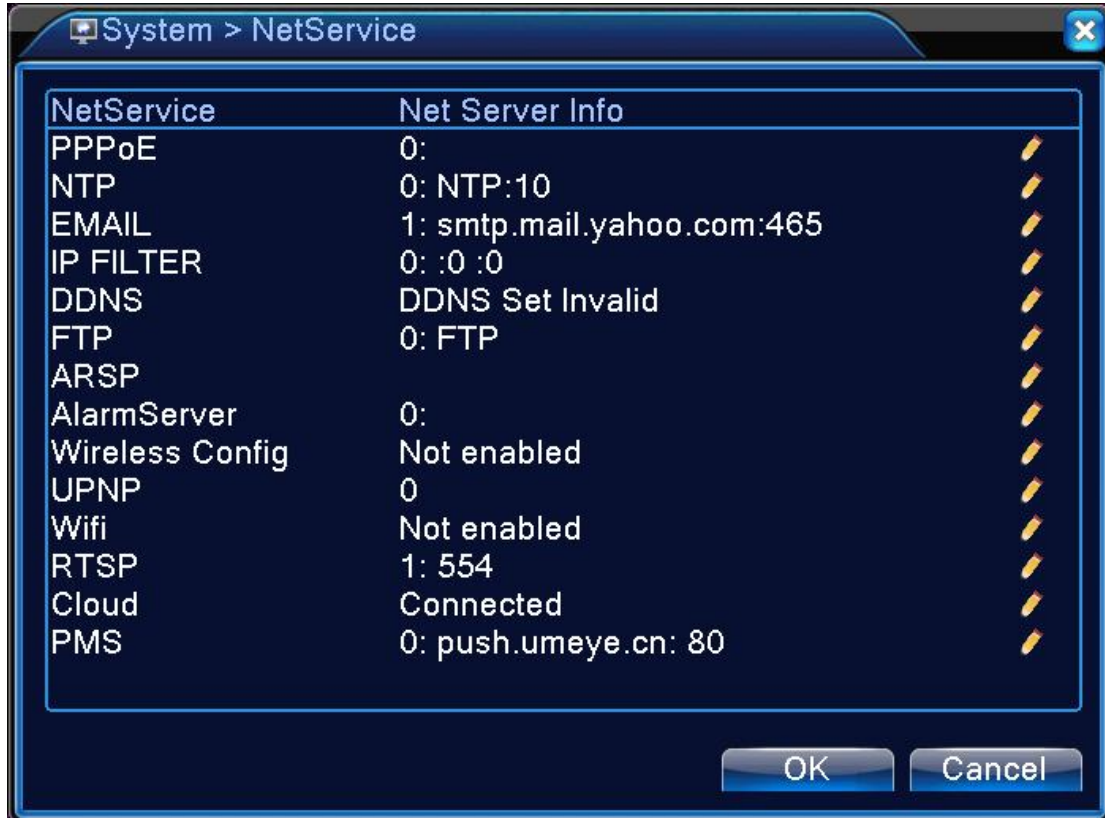 System > NetService
NetService Net Server Info
PPPoE 0:
NTP 0: NTP:10
EMAIL 1: smtp.mail.yahoo.com:465
IP FILTER 0: :0 :0
DDNS DDNS Set Invalid
FTP 0: FTP
ARSP
AlarmServer 0:
Wireless Config Not enabled
UPNP 0
Wifi Not enabled
RTSP 1: 554
Cloud Connected
PMS 0: push.umeye.cn: 80
OK Cancel